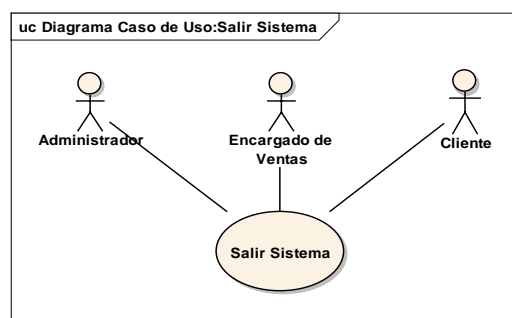 uc Diagrama Caso de Uso:Salir Sistema
Administrador
Encargado de
Ventas
Cliente
Salir Sistema